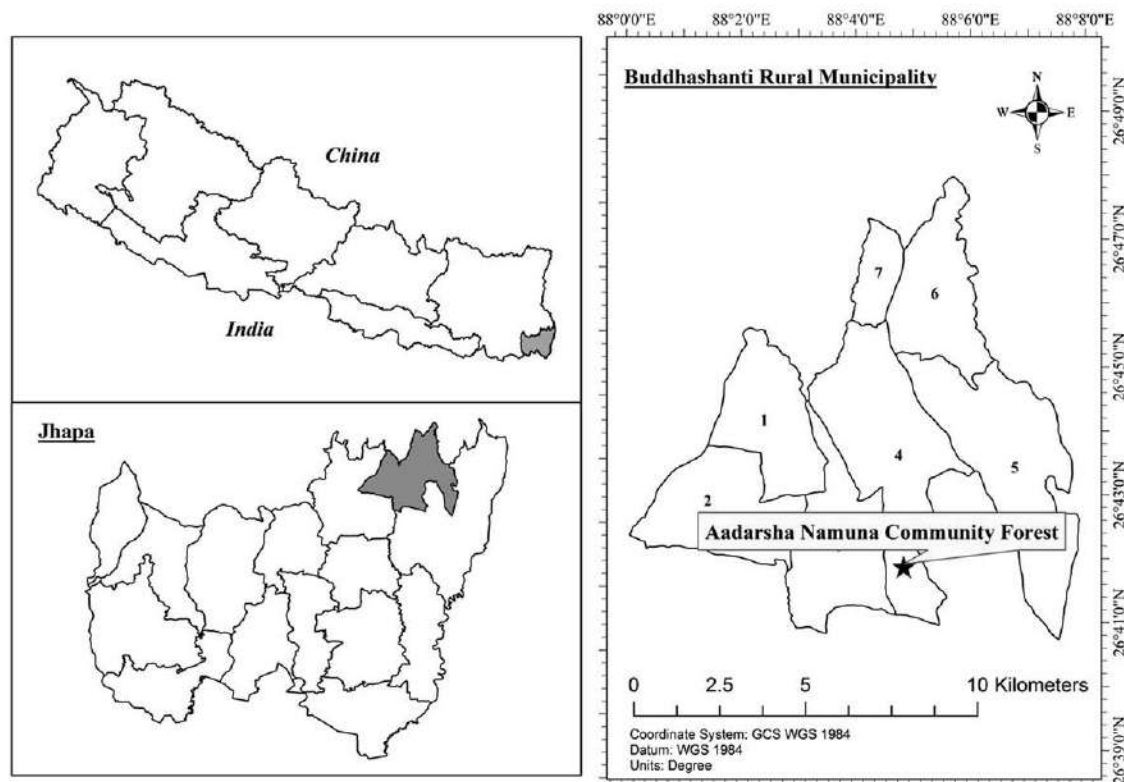 China
India
Jhapa
88°0'0"E 88°2'0"E 88°4'0"E 88°6'0"E 88°8'0"E
Buddhashanti Rural Municipality
N
W E
S
7
6
1
4
5
2
Aadarsha Namuna Community Forest
26°49'0"N
26°47'0"N
26°45'0"N
26°43'0"N
26°41'0"N
26°39'0"N
0 2.5 5 10 Kilometers
Coordinate System: GCS WGS 1984
Datum: WGS 1984
Units: Degree